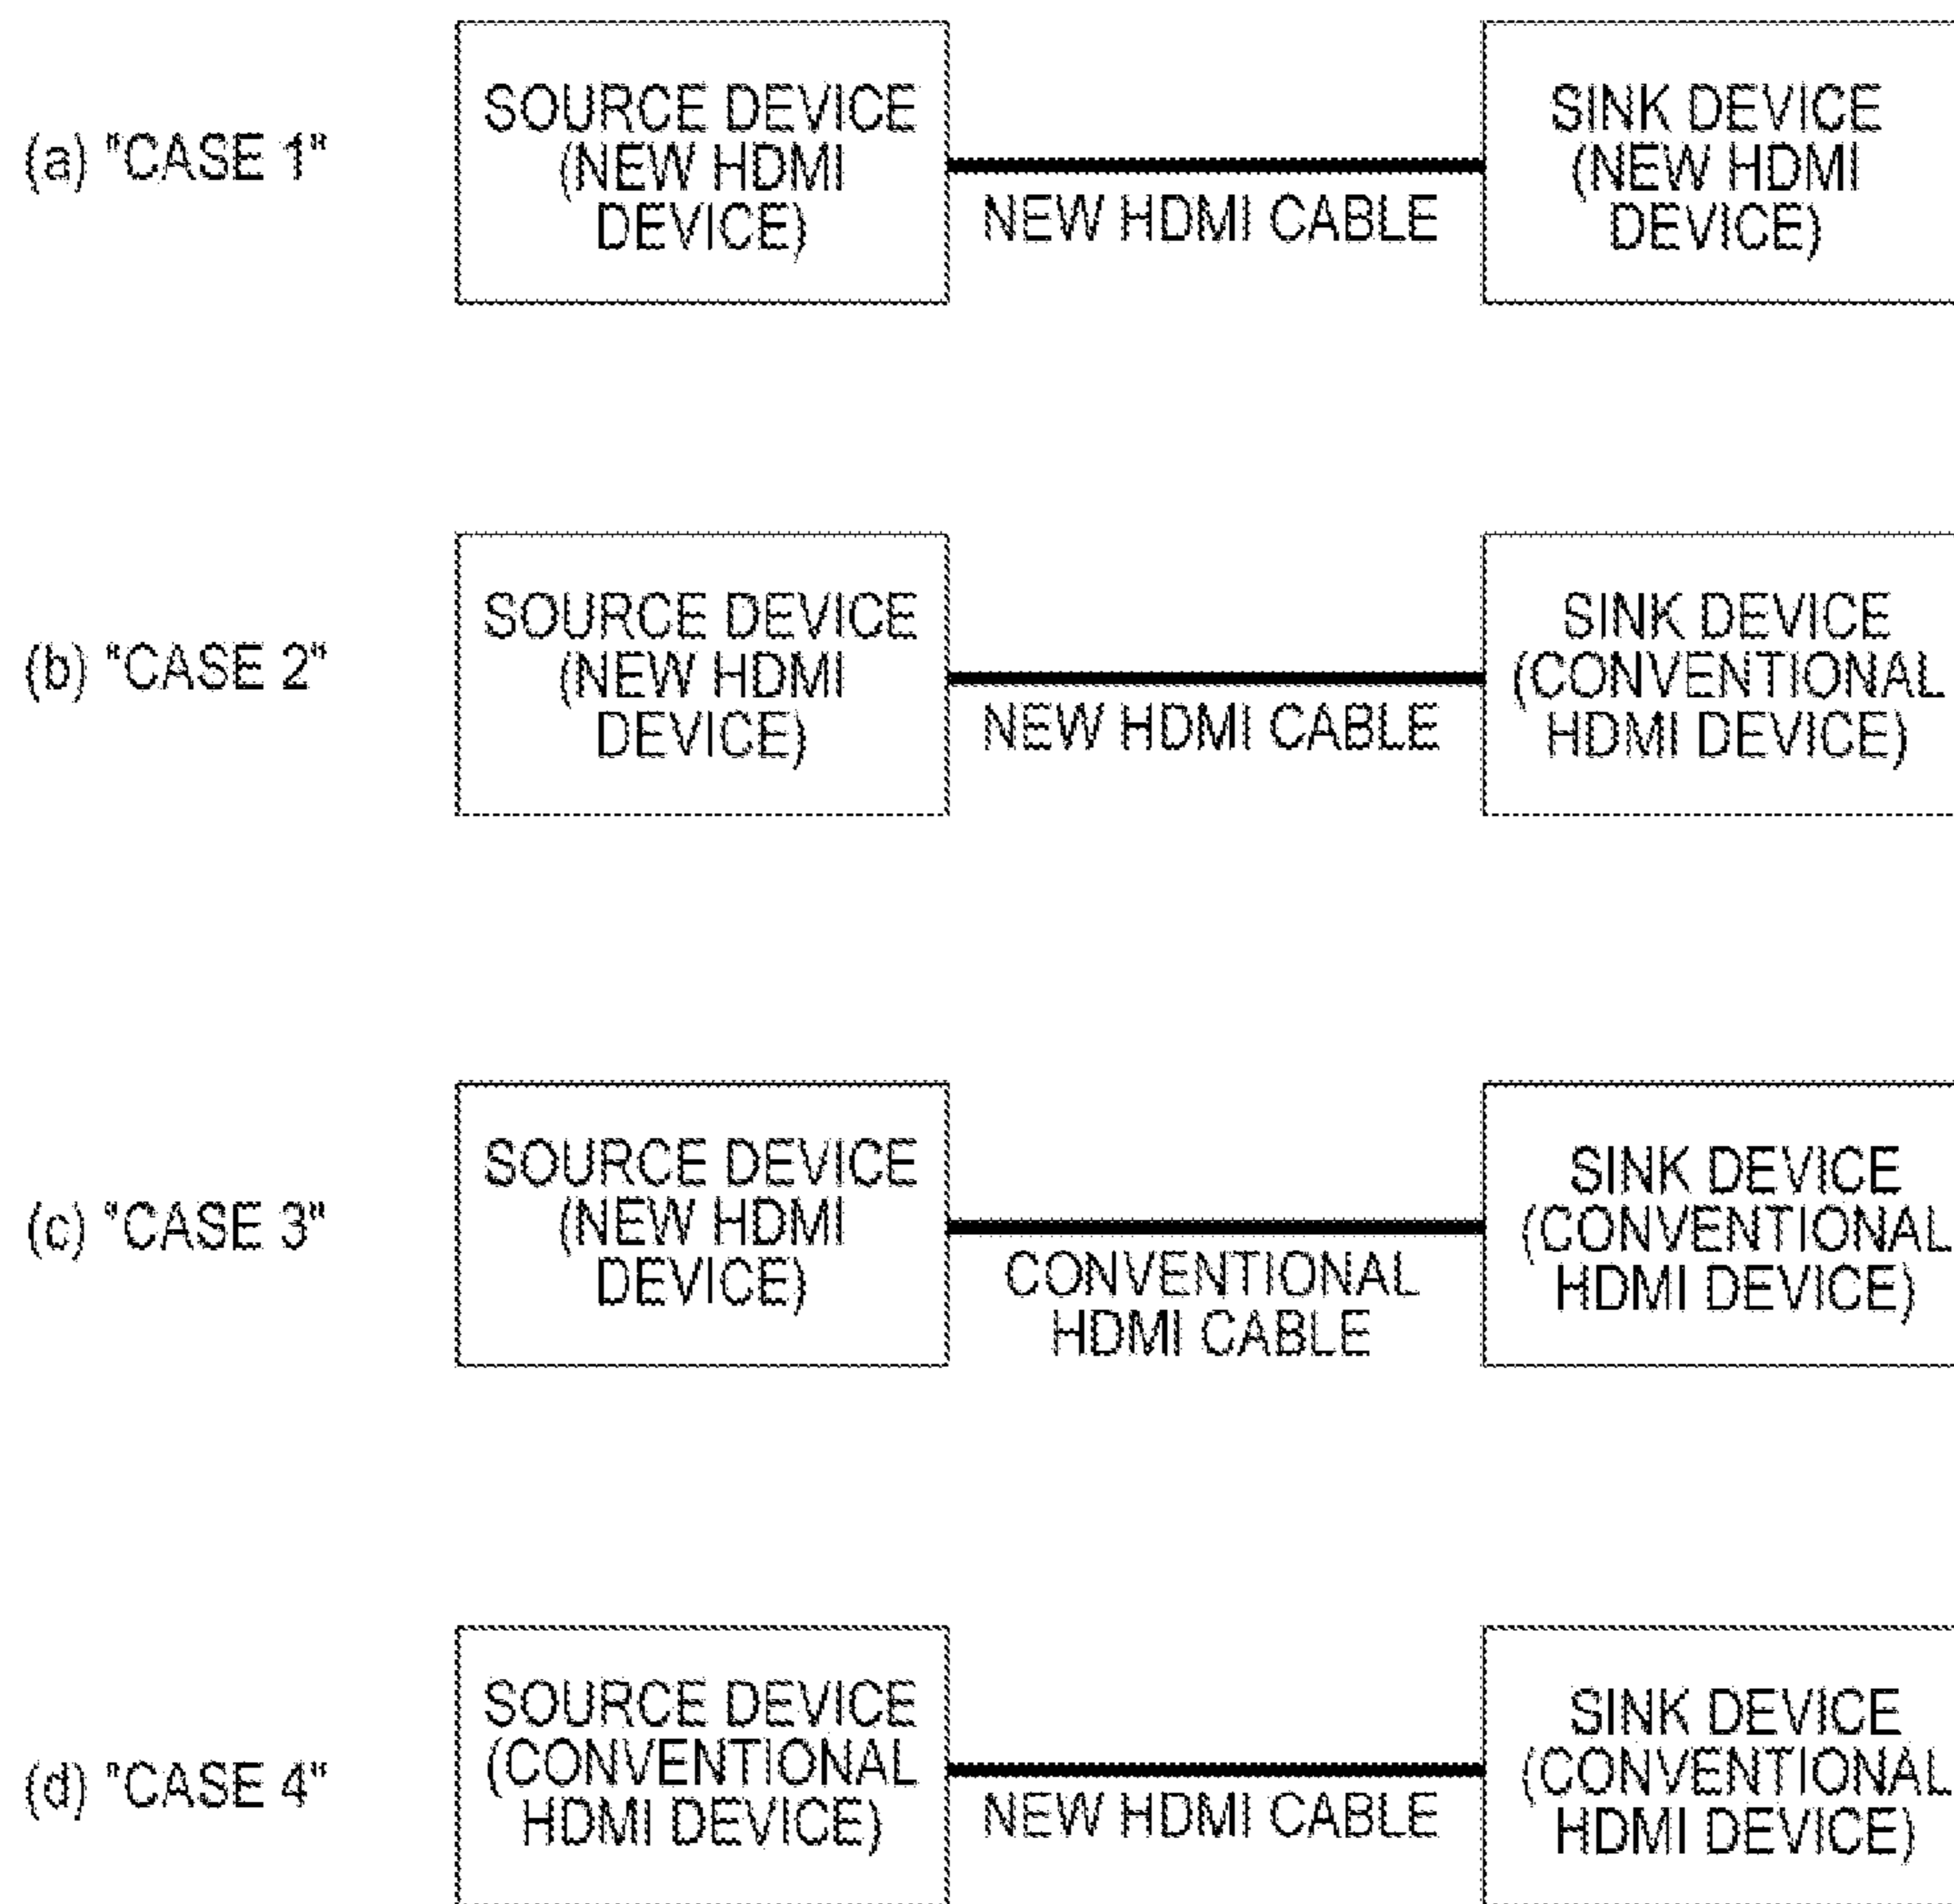 (a) "CASE 1"
SOURCE DEVICE
(NEW HDMI
DEVICE)
NEW HDMI CABLE
SINK DEVICE
(NEW HDMI
DEVICE)
(b) "CASE 2"
SOURCE DEVICE
(NEW HDMI
DEVICE)
NEW HDMI CABLE
SINK DEVICE
(CONVENTIONAL
HDMI DEVICE)
(c) "CASE 3"
SOURCE DEVICE
(NEW HDMI
DEVICE)
CONVENTIONAL
HDMI CABLE
SINK DEVICE
(CONVENTIONAL
HDMI DEVICE)
(d) "CASE 4"
SOURCE DEVICE
(CONVENTIONAL
HDMI DEVICE)
NEW HDMI CABLE
SINK DEVICE
(CONVENTIONAL
HDMI DEVICE)